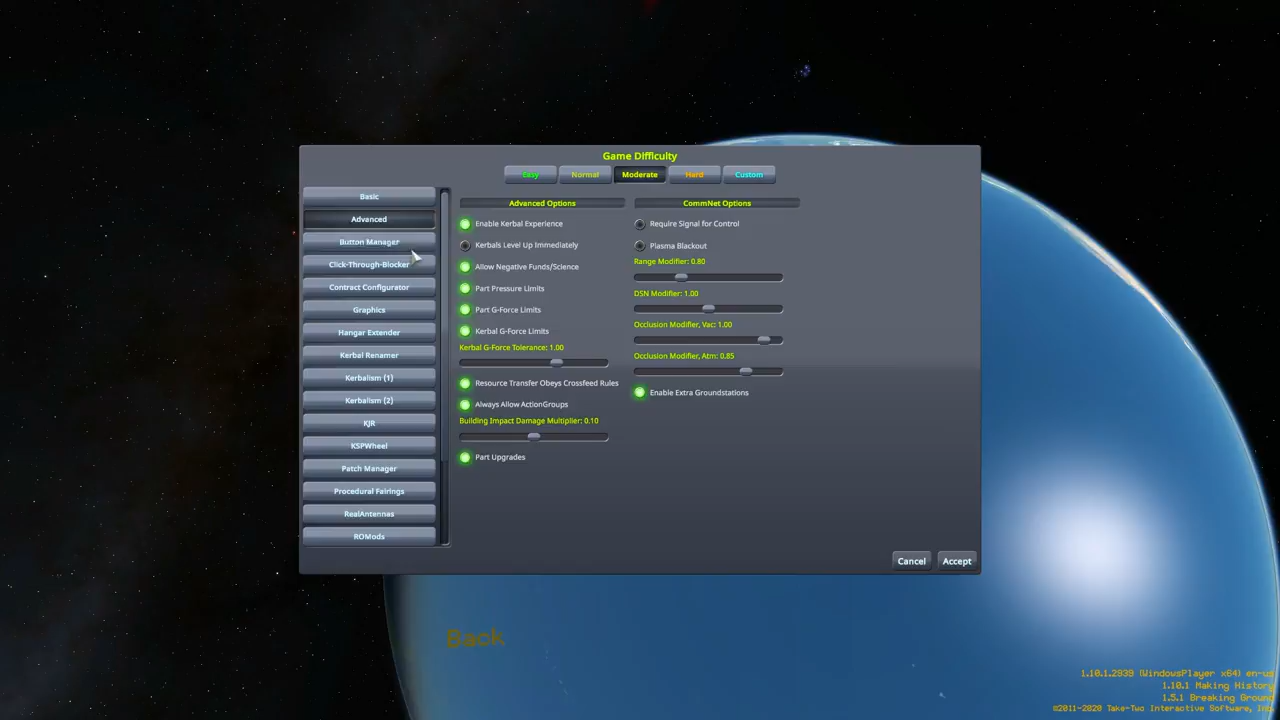 Game Difficulty
Easy Normal Moderate Hard Custom
Basic
Advanced
Button Manager
Click-Through-Blocker
Contract Configurator
Graphics
Hangar Extender
Kerbal Renamer
Kerbalism (1)
Kerbalism (2)
KJR
KSPWheel
Patch Manager
Procedural Fairings
RealAntennas
ROMods
Advanced Options
Enable Kerbal Experience
Kerbals Level Up Immediately
Allow Negative Funds/Science
Part Pressure Limits
Part G-Force Limits
Kerbal G-Force Limits
Kerbal G-Force Tolerance: 1.00
Resource Transfer Obeys Crossfeed Rules
Always Allow ActionGroups
Building Impact Damage Multiplier: 0.10
Part Upgrades
CommNet Options
Require Signal for Control
Plasma Blackout
Range Modifier: 0.80
DSN Modifier: 1.00
Occlusion Modifier, Vac: 1.00
Occlusion Modifier, Atm: 0.85
Enable Extra Groundstations
Cancel Accept
Back
1.10.1.2939 (WindowsPlayer x64) en-us
1.10.1 Making History
1.5.1 Breaking Ground
©2011-2020 Take-Two Interactive Software, Inc.